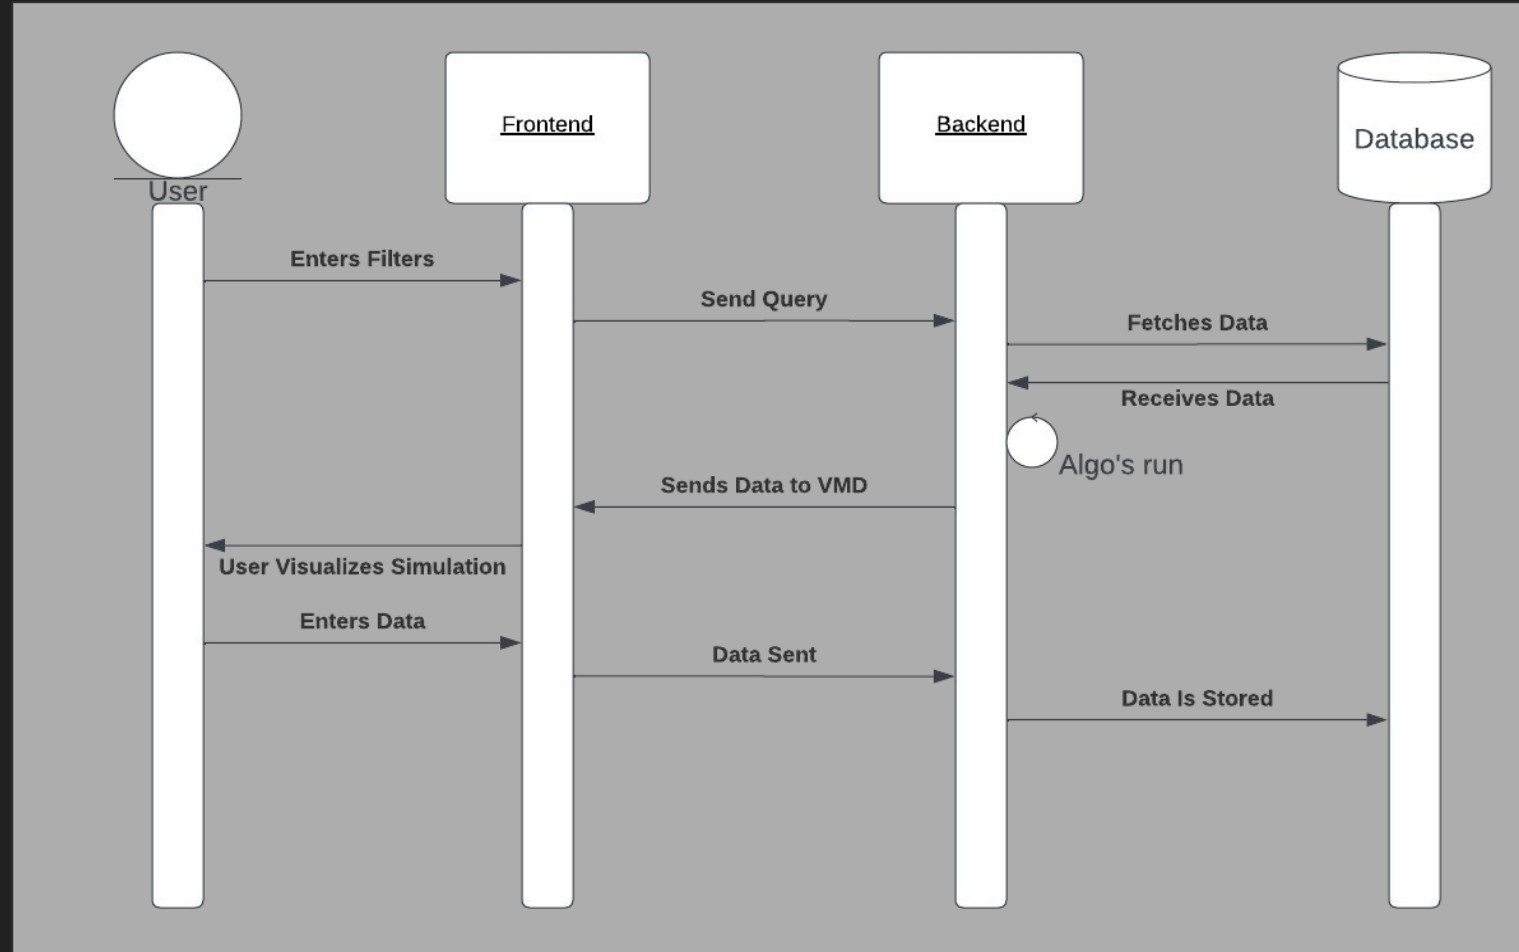 Frontend
Backend
Database
User
Enters Filters
Send Query
Fetches Data
Receives Data
Algo's run
Sends Data to VMD
User Visualizes Simulation
Enters Data
Data Sent
Data Is Stored